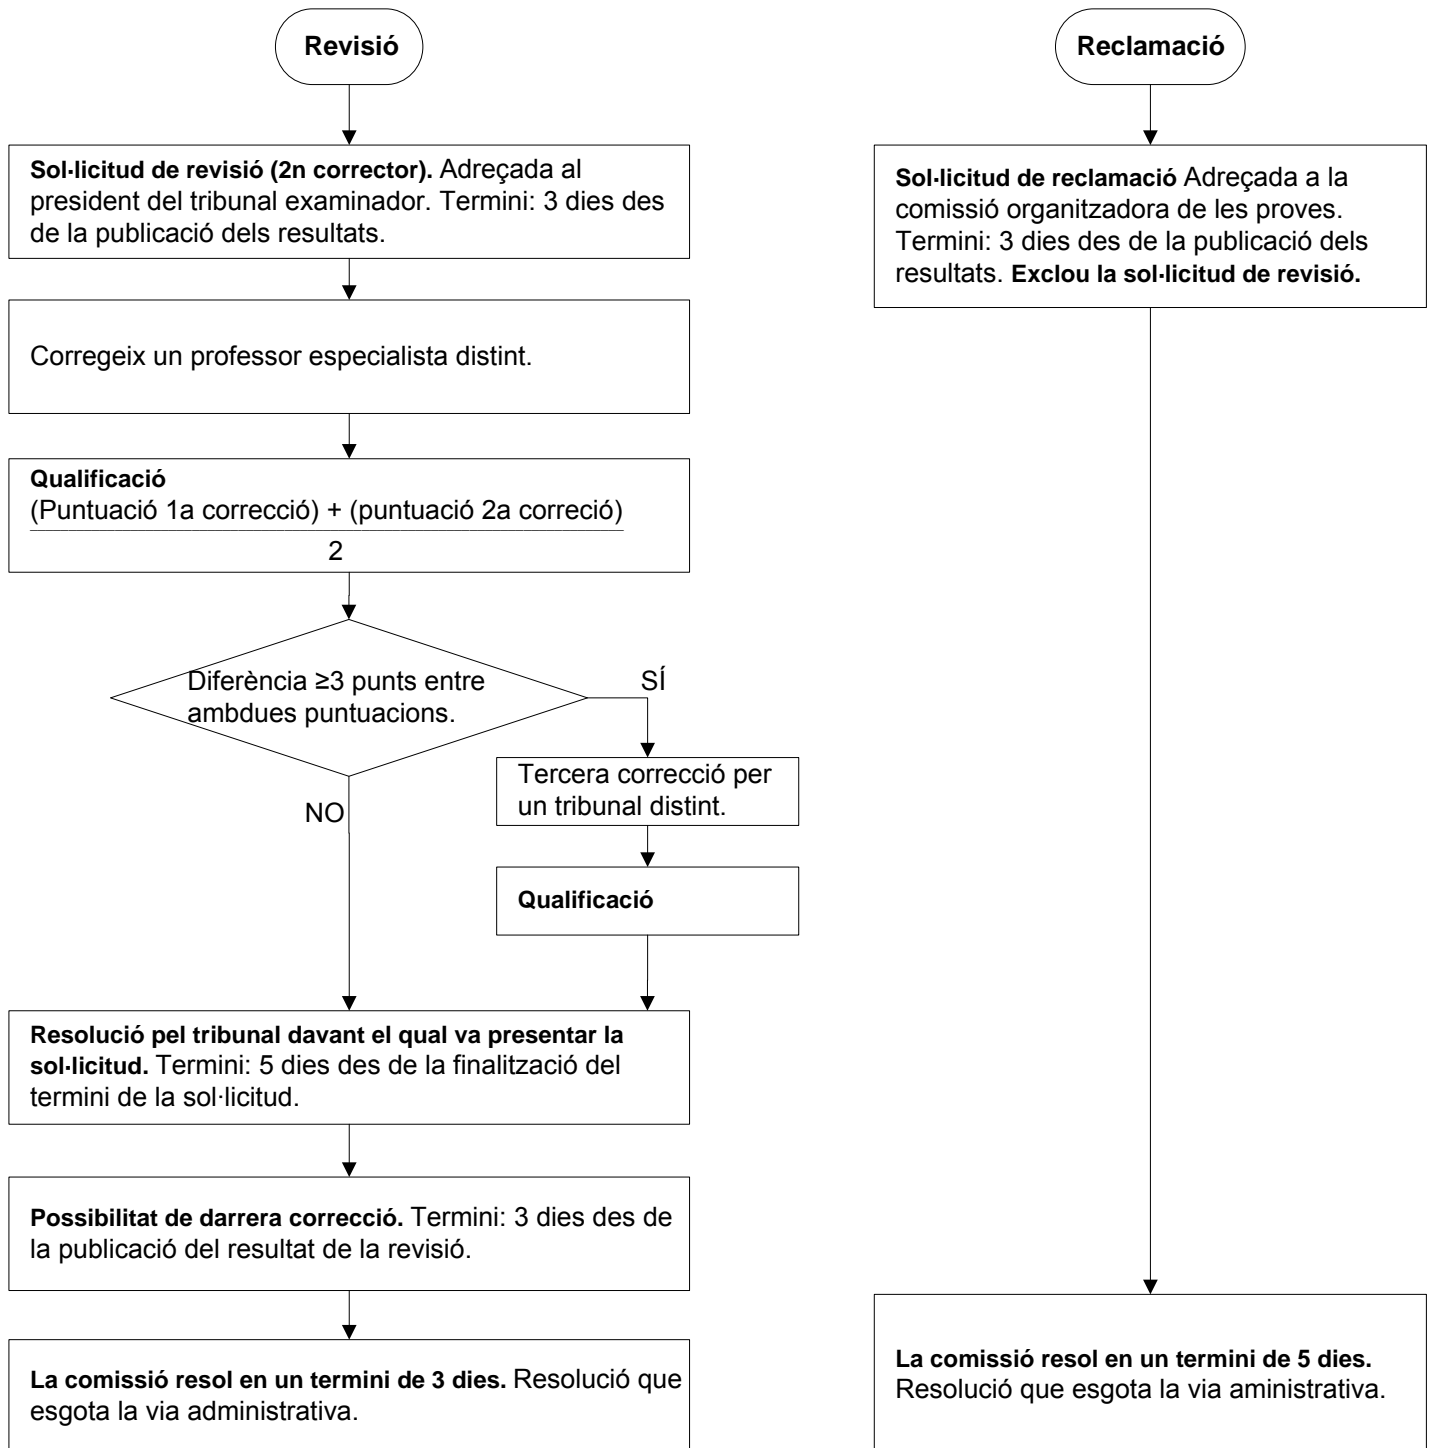 Revisió
Sol·licitud de revisió (2n corrector). Adreçada al
president del tribunal examinador. Termini: 3 dies des
de la publicació dels resultats.
Corregeix un professor especialista distint.
Qualificació
(Puntuació 1a correcció) + (puntuació 2a correció)
2
Diferència ≥3 punts entre
ambdues puntuacions.
SÍ
Tercera correcció per
un tribunal distint.
NO
Qualificació
Resolució pel tribunal davant el qual va presentar la
sol·licitud. Termini: 5 dies des de la finalització del
termini de la sol·licitud.
Possibilitat de darrera correcció. Termini: 3 dies des de
la publicació del resultat de la revisió.
La comissió resol en un termini de 3 dies. Resolució que
esgota la via administrativa.
Reclamació
Sol·licitud de reclamació Adreçada a la
comissió organitzadora de les proves.
Termini: 3 dies des de la publicació dels
resultats. Exclou la sol·licitud de revisió.
La comissió resol en un termini de 5 dies.
Resolució que esgota la via aministrativa.